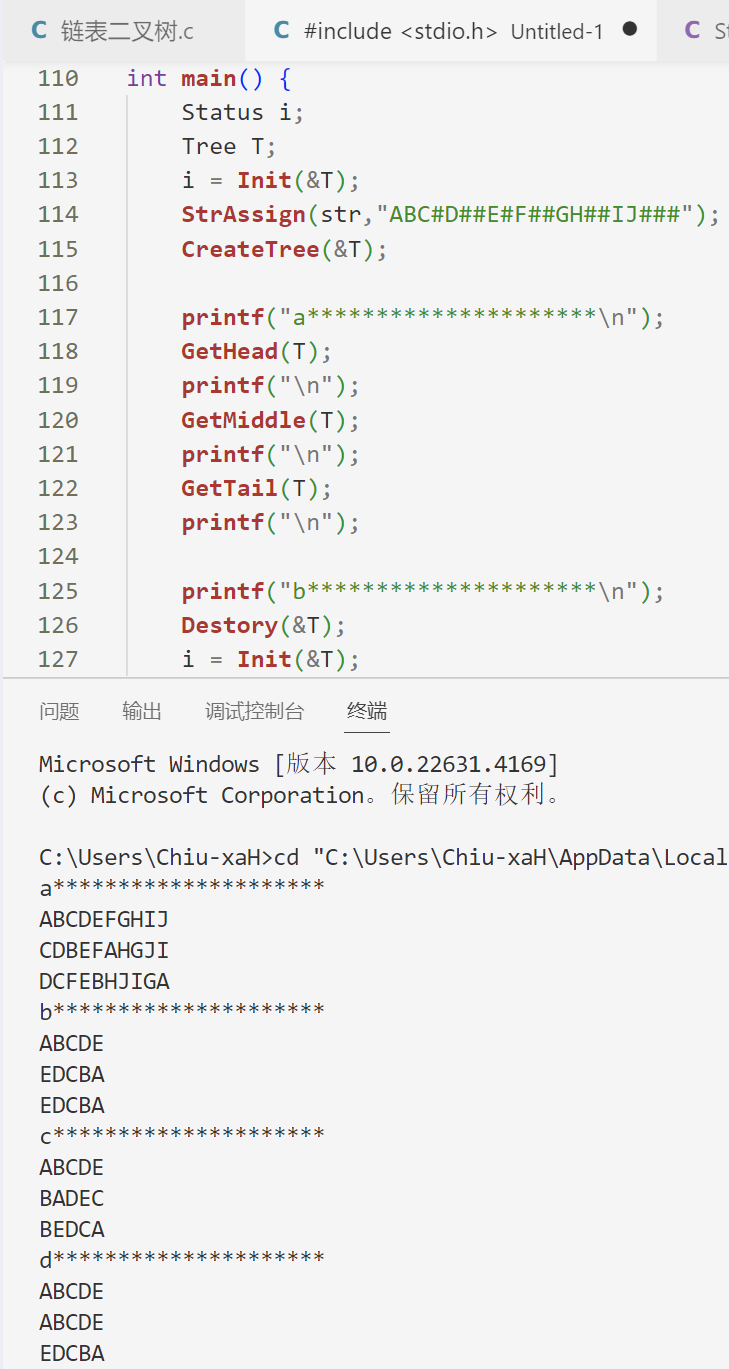 C 链表二叉树.c C #include <stdio.h> Untitled-1 ● C St
110 int main() {
111 Status i;
112 Tree T;
113 i = Init(&T);
114 StrAssign(str,"ABC#D##E#F##GH##IJ###");
115 CreateTree(&T);
116
117 printf("a*********************\n");
118 GetHead(T);
119 printf("\n");
120 GetMiddle(T);
121 printf("\n");
122 GetTail(T);
123 printf("\n");
124
125 printf("b*********************\n");
126 Destory(&T);
127 i = Init(&T);
问题 输出 调试控制台 终端
Microsoft Windows [版本 10.0.22631.4169]
(c) Microsoft Corporation。保留所有权利。
C:\Users\Chiu-xaH>cd "C:\Users\Chiu-xaH\AppData\Local
a*********************
ABCDEFGHIJ
CDBEFAHGJI
DCFEBHJIGA
b*********************
ABCDE
EDCBA
EDCBA
c*********************
ABCDE
BADEC
BEDCA
d*********************
ABCDE
ABCDE
EDCBA